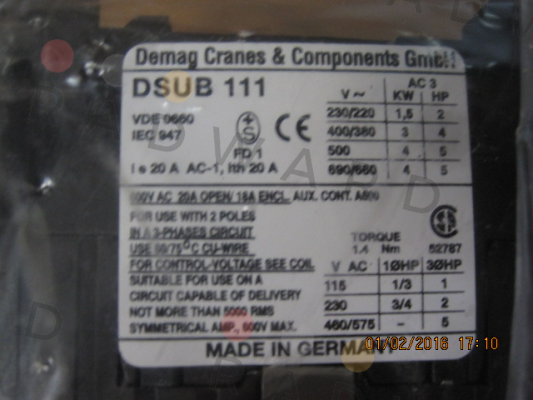 Demag Cranes & Components GmbH
DSUB 111
VDE 0660
IEC 947
+
S
CE
FD 1
I e 20 A AC-1, Ith 20 A
V ~ AC 3
KW HP
230/220 1,5 2
400/380 3 4
500 4 5
690/660 4 5
600V AC 20A OPEN/ 16A ENCL. AUX. CONT. A600
FOR USE WITH 2 POLES
IN A 3-PHASES CIRCUIT
USE 60/75°C CU-WIRE
FOR CONTROL-VOLTAGE SEE COIL
SUITABLE FOR USE ON A
CIRCUIT CAPABLE OF DELIVERY
NOT MORE THAN 5000 RMS
SYMMETRICAL AMP., 600V MAX.
TORQUE
1.4 Nm
52787
V AC 1ØHP 3ØHP
115 1/3 1
230 3/4 2
460/575 – 5
MADE IN GERMANY
01/02/2016 17:10